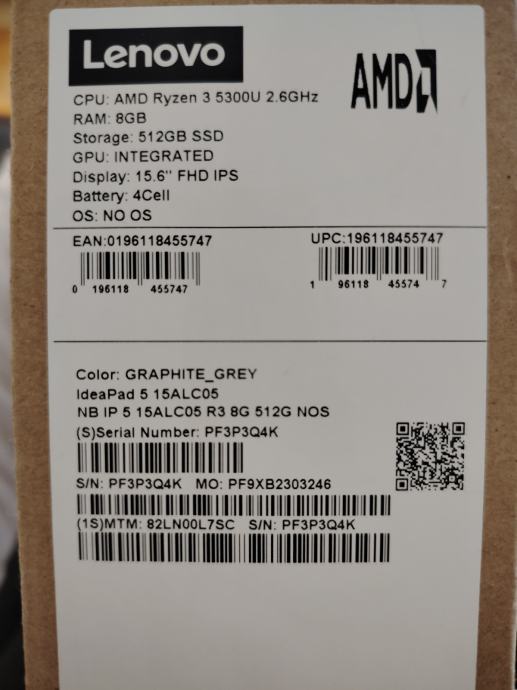 Lenovo
AMD
CPU: AMD Ryzen 3 5300U 2.6GHz
RAM: 8GB
Storage: 512GB SSD
GPU: INTEGRATED
Display: 15.6'' FHD IPS
Battery: 4Cell
OS: NO OS
EAN:0196118455747 UPC:196118455747
0 196118 455747 1 96118 45574 7
Color: GRAPHITE_GREY
IdeaPad 5 15ALC05
NB IP 5 15ALC05 R3 8G 512G NOS
(S)Serial Number: PF3P3Q4K
S/N: PF3P3Q4K MO: PF9XB2303246
(1S)MTM: 82LN00L7SC S/N: PF3P3Q4K